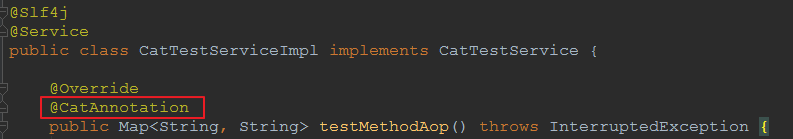 @Slf4j
@Service
public class CatTestServiceImpl implements CatTestService {
@Override
@CatAnnotation
public Map<String, String> testMethodAop() throws InterruptedException {